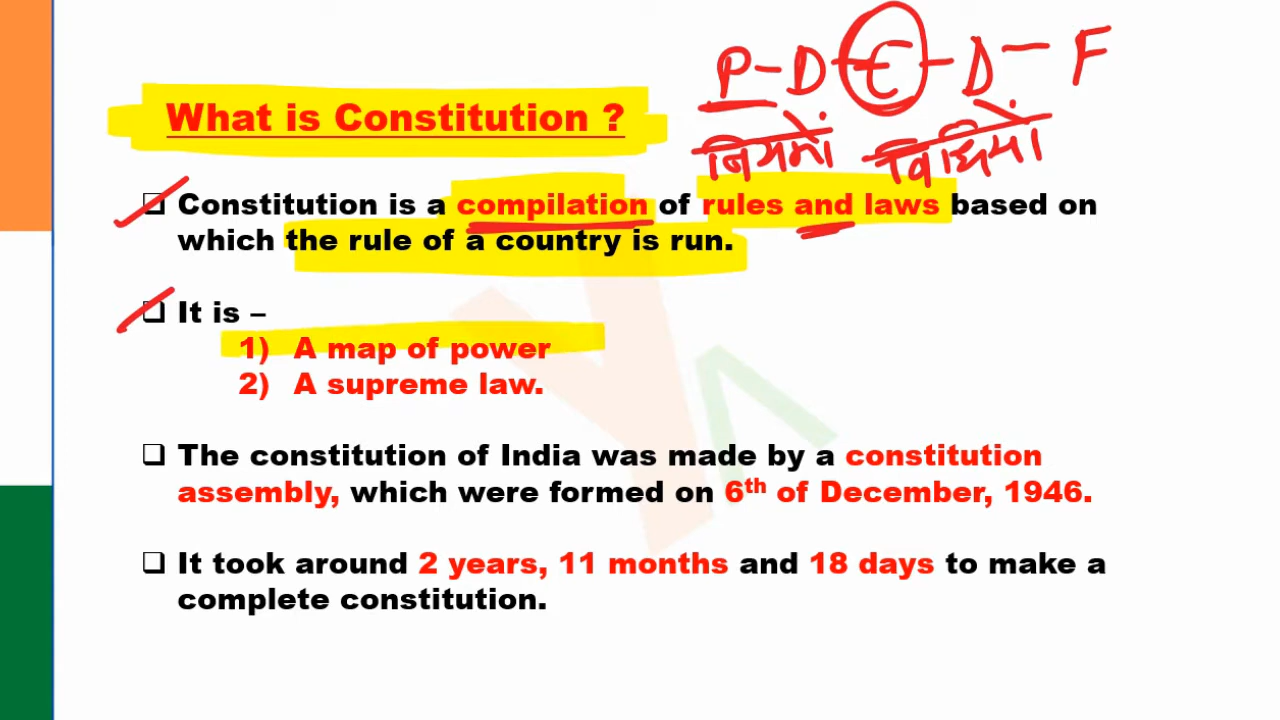 P - D - C - D - F
What is Constitution ?
नियमों विधियों
❑ Constitution is a compilation of rules and laws based on
which the rule of a country is run.
❑ It is –
1) A map of power
2) A supreme law.
❑ The constitution of India was made by a constitution
assembly, which were formed on 6th of December, 1946.
❑ It took around 2 years, 11 months and 18 days to make a
complete constitution.